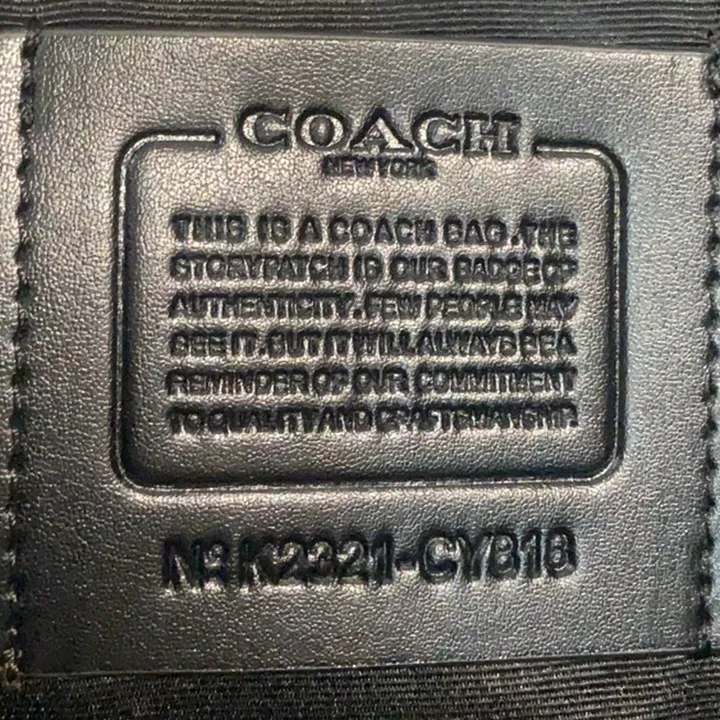 COACH
NEW YORK
THIS IS A COACH BAG. THE
STORYPATCH IS OUR BADGE OF
AUTHENTICITY. FEW PEOPLE MAY
SEE IT. BUT IT WILL ALWAYS BE A
REMINDER OF OUR COMMITMENT
TO QUALITY AND CRAFTSMANSHIP.
Nº K2321-CY818